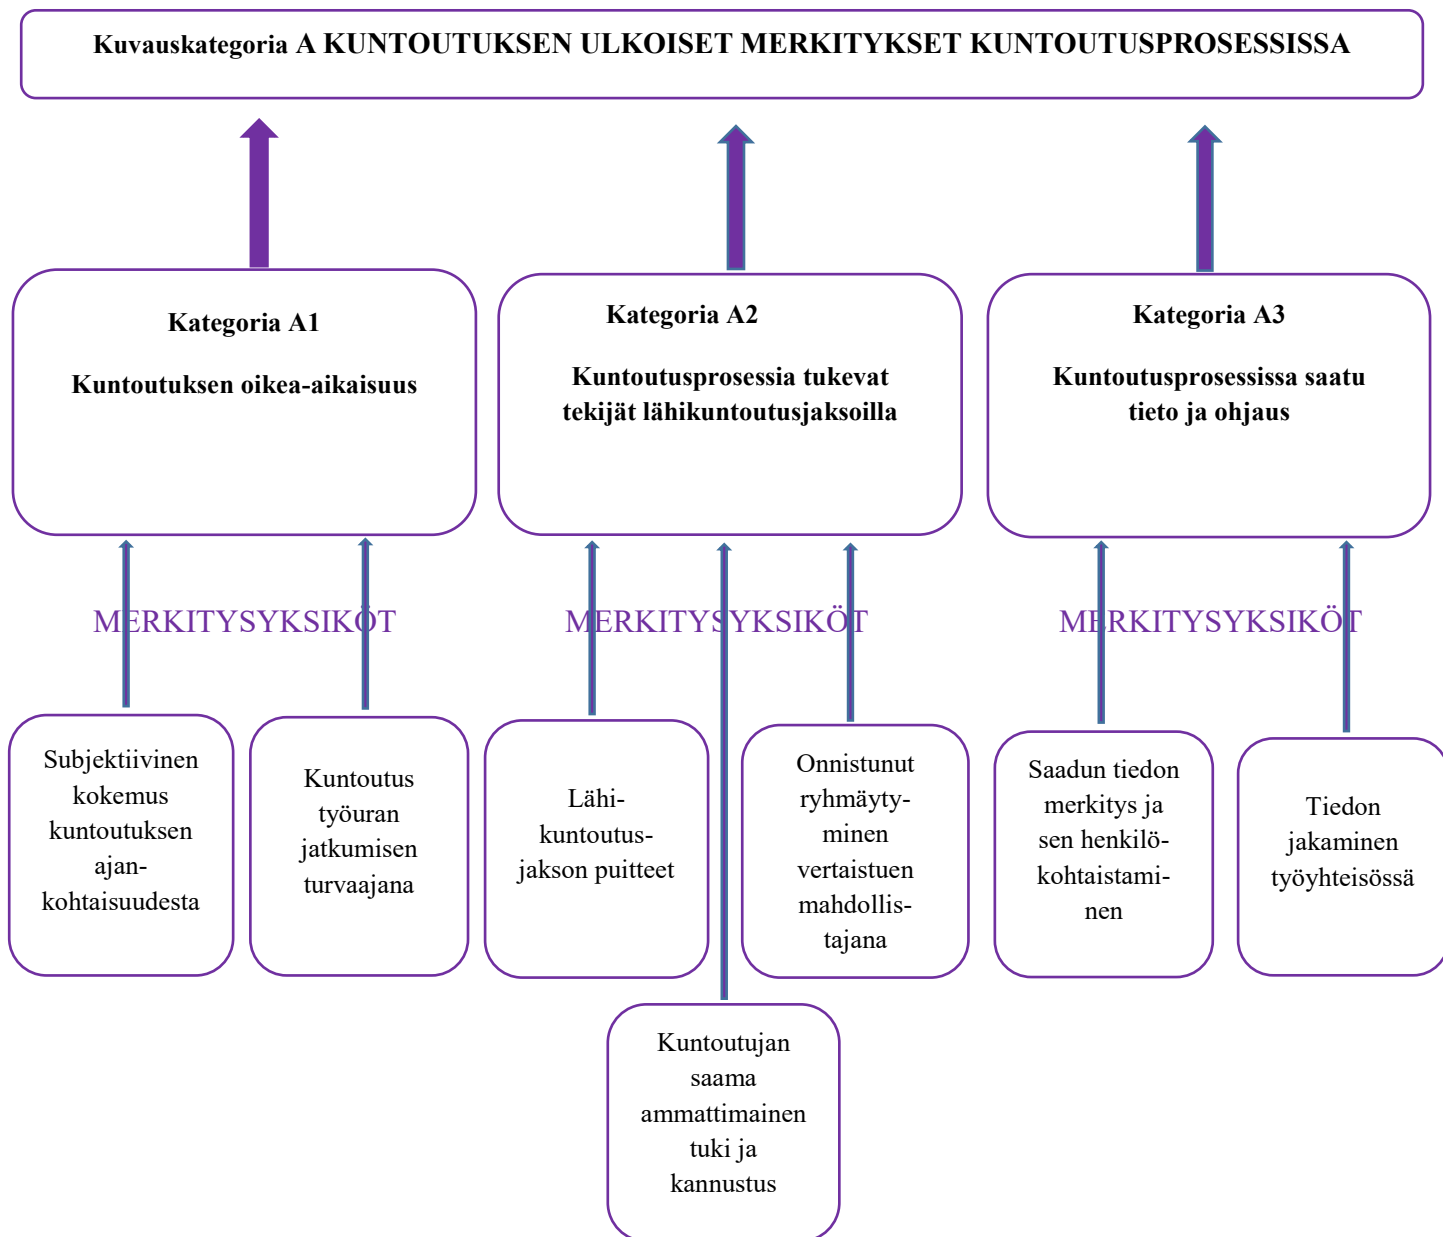 Kuvauskategoria A KUNTOUTUKSEN ULKOISET MERKITYKSET KUNTOUTUSPROSESSISSA
Kategoria A1
Kuntoutuksen oikea-aikaisuus
Kategoria A2
Kuntoutusprosessia tukevat
tekijät lähikuntoutusjaksoilla
Kategoria A3
Kuntoutusprosessissa saatu
tieto ja ohjaus
MERKITYSYKSIKÖT
MERKITYSYKSIKÖT
MERKITYSYKSIKÖT
Subjektiivinen
kokemus
kuntoutuksen
ajan-
kohtaisuudesta
Kuntoutus
työuran
jatkumisen
turvaajana
Lähi-
kuntoutus-
jakson puitteet
Onnistunut
ryhmäyty-
minen
vertaistuen
mahdollis-
tajana
Saadun tiedon
merkitys ja
sen henkilö-
kohtaistami-
nen
Tiedon
jakaminen
työyhteisössä
Kuntoutujan
saama
ammattimainen
tuki ja
kannustus